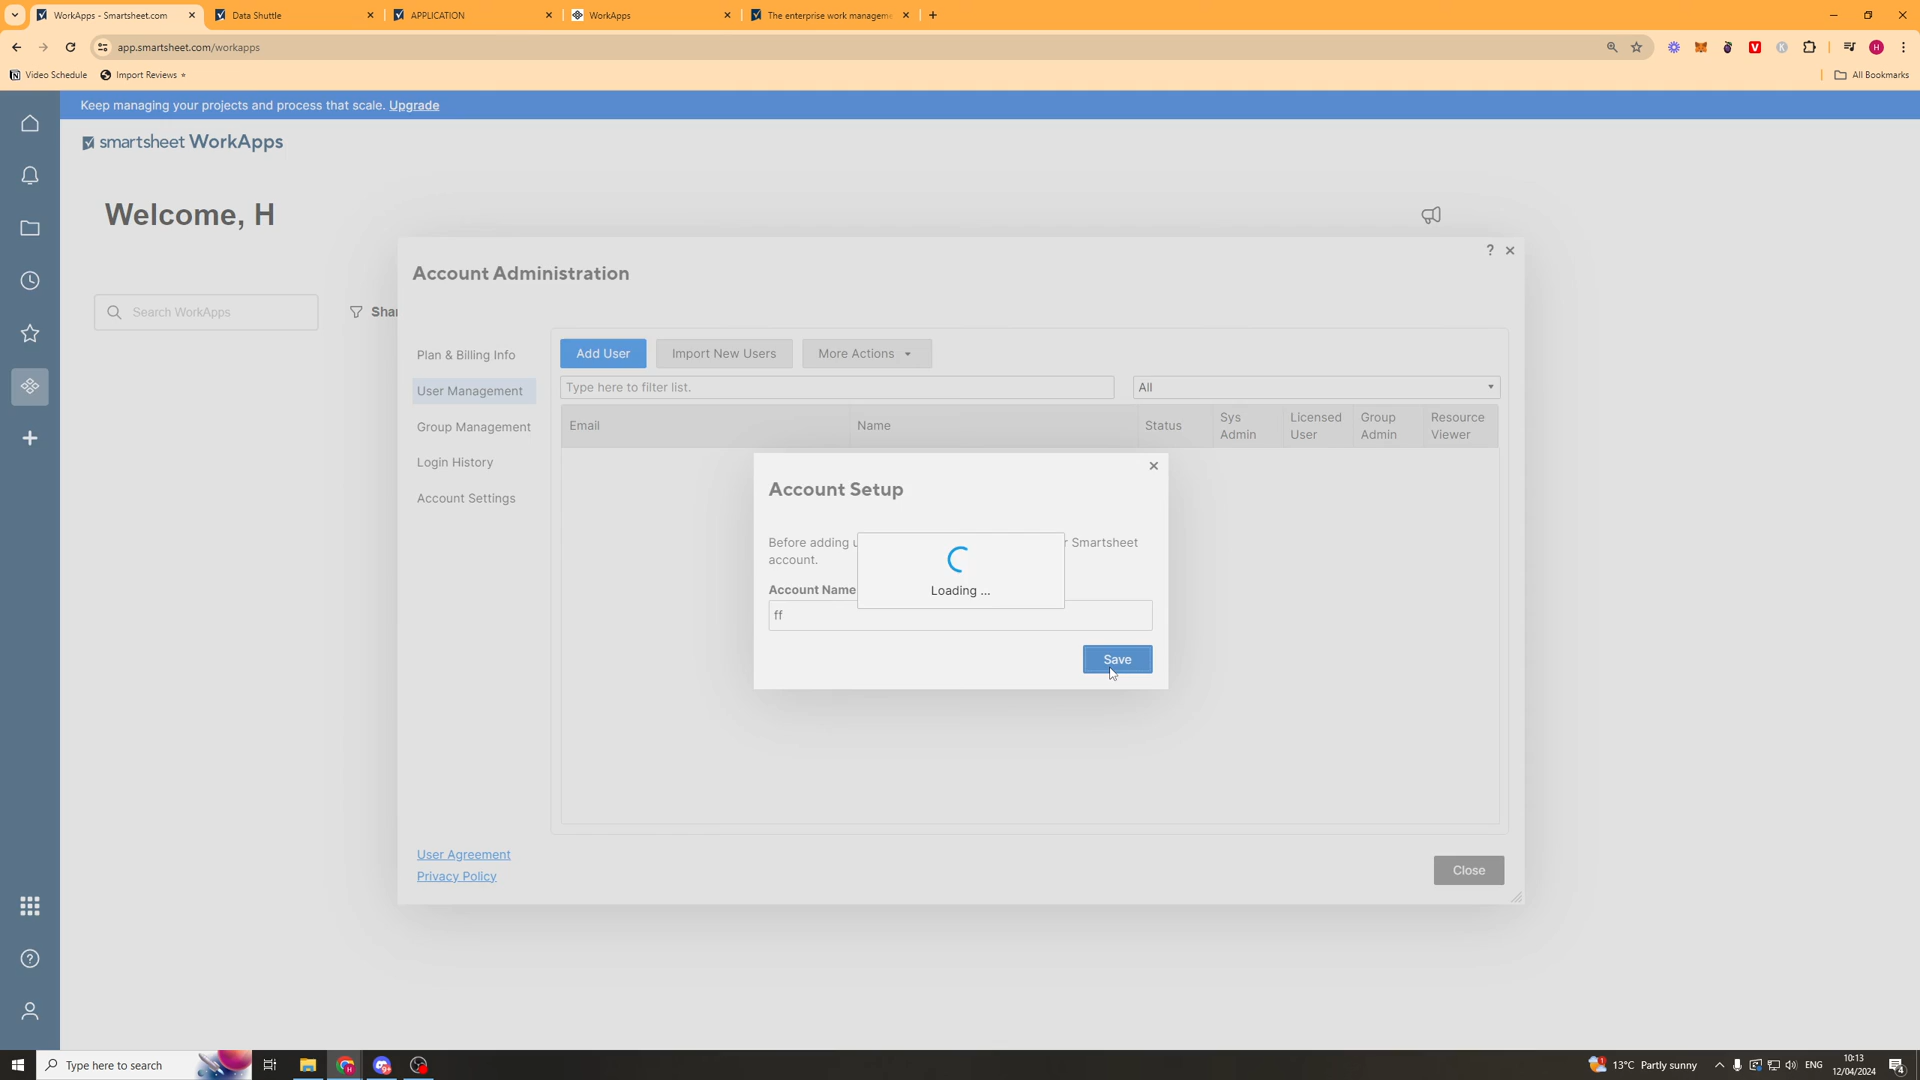 WorkApps - Smartsheet.com
Data Shuttle
APPLICATION
WorkApps
The enterprise work managem
app.smartsheet.com/workapps
H
Video Schedule
Import Reviews
All Bookmarks
Keep managing your projects and process that scale. Upgrade
smartsheet WorkApps
Welcome, H
Search WorkApps
Shar
Account Administration
?
Plan & Billing Info
User Management
Group Management
Login History
Account Settings
Add User
Import New Users
More Actions
Type here to filter list.
All
Email
Name
Status
Sys Admin
Licensed User
Group Admin
Resource Viewer
Account Setup
Before adding u
r Smartsheet
account.
Account Name
Loading ...
ff
Save
User Agreement
Privacy Policy
Close
Type here to search
13°C Partly sunny
ENG
10:13
12/04/2024
4